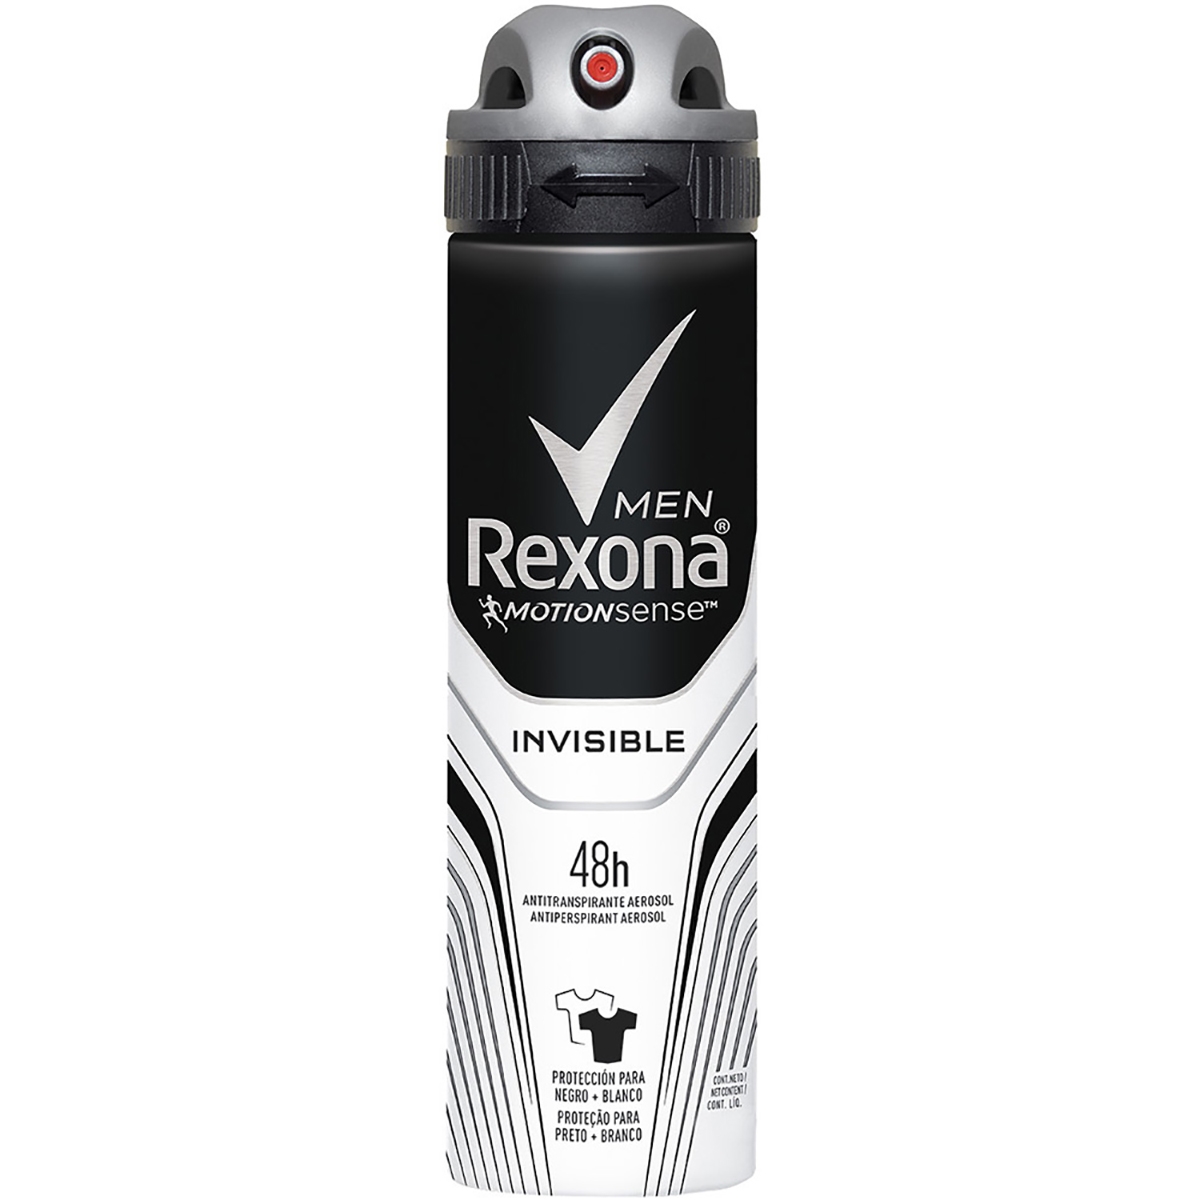 MEN
Rexona®
MOTIONsense™
INVISIBLE
48h
ANTITRANSPIRANTE AEROSOL
ANTIPERSPIRANT AEROSOL
PROTECCIÓN PARA
NEGRO + BLANCO
PROTEÇÃO PARA
PRETO + BRANCO
CONT.NETO/
NET CONTENT/
CONT. LÍQ.